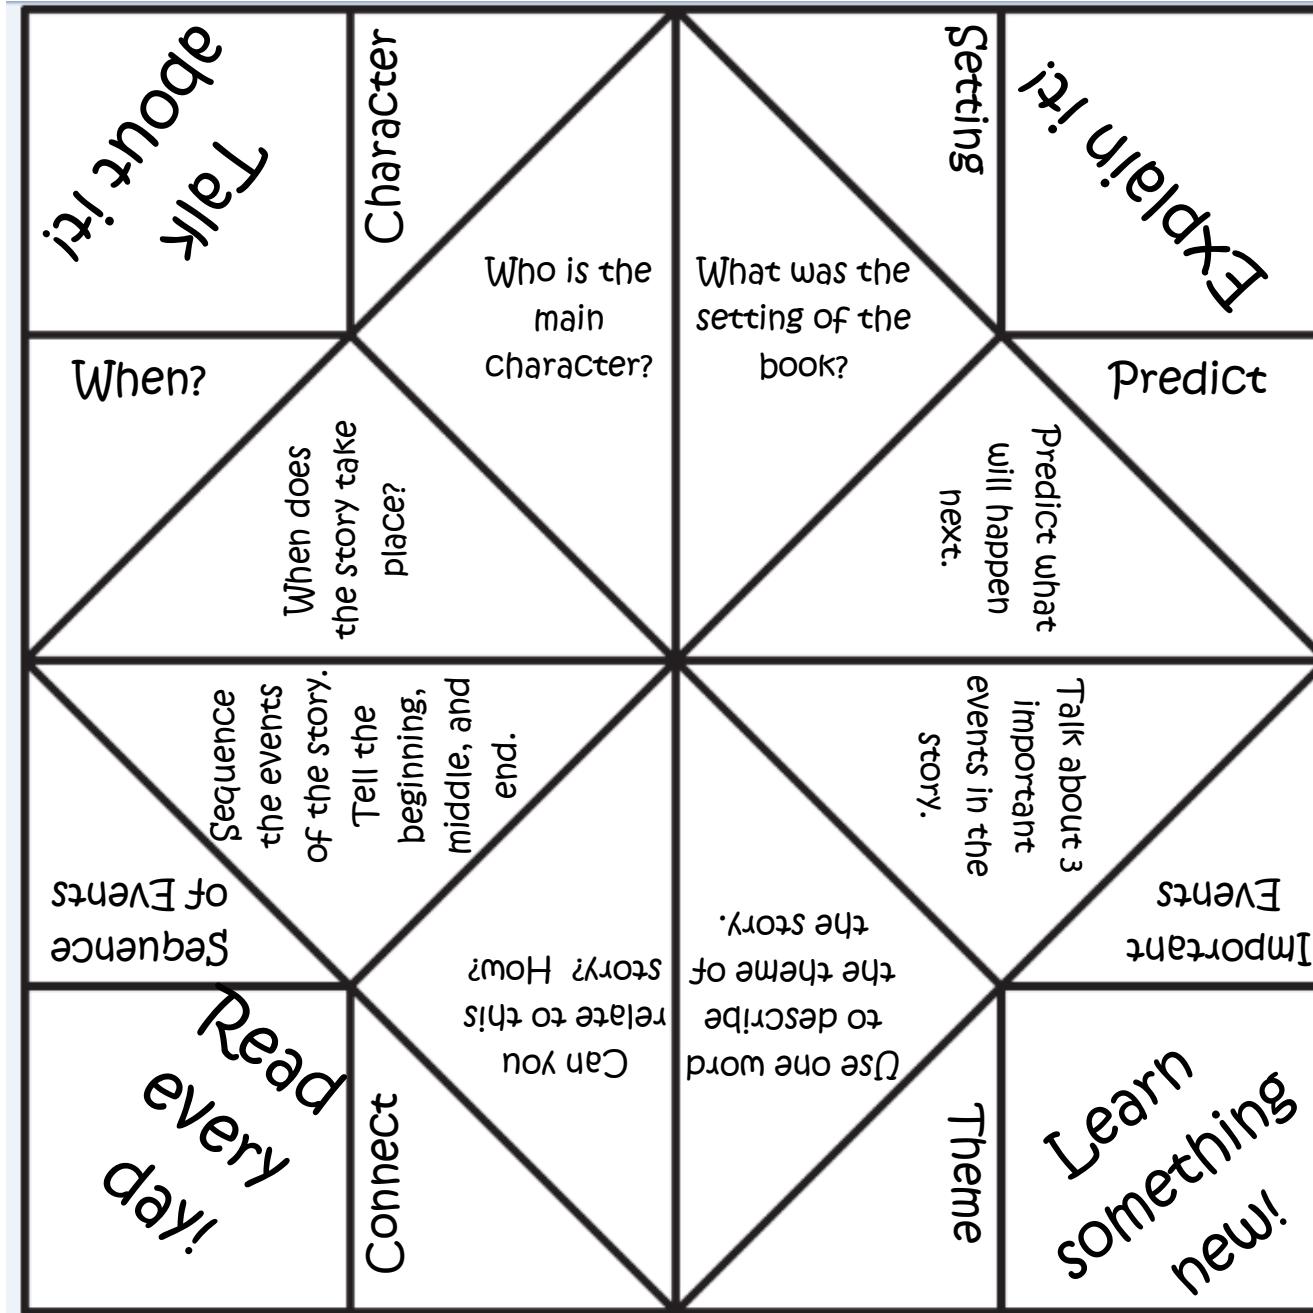 Talk
about it!
Character
Setting
Explain it!
Who is the
main
character?
What was the
setting of the
book?
When?
Predict
When does
the story take
place?
Predict what
will happen
next.
Sequence
the events
of the story.
Tell the
beginning,
middle, and
end.
Talk about 3
important
events in the
story.
Sequence
of Events
Important
Events
Can you
relate to this
story? How?
Use one word
to describe
the theme of
the story.
Read
every
day!
Connect
Theme
Learn
something
new!